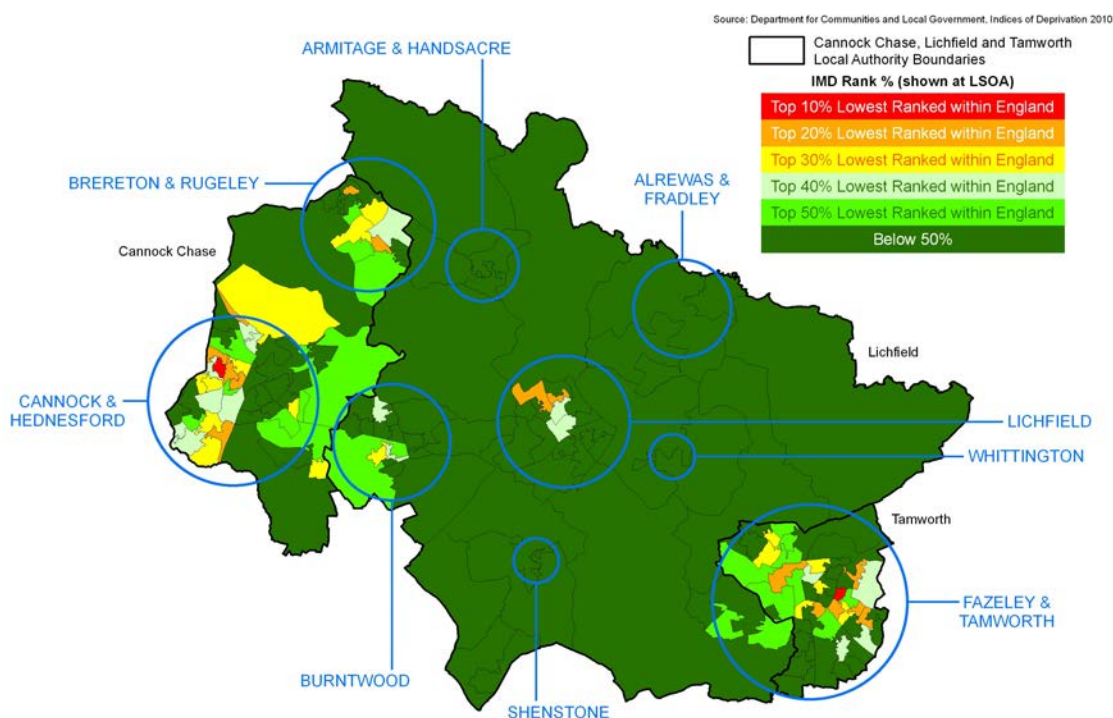 Source: Department for Communities and Local Government, Indices of Deprivation 2010
Cannock Chase, Lichfield and Tamworth
Local Authority Boundaries
IMD Rank % (shown at LSOA)
Top 10% Lowest Ranked within England
Top 20% Lowest Ranked within England
Top 30% Lowest Ranked within England
Top 40% Lowest Ranked within England
Top 50% Lowest Ranked within England
Below 50%
ARMITAGE & HANDSACRE
BRERETON & RUGELEY
ALREWAS &
FRADLEY
Cannock Chase
Lichfield
CANNOCK &
HEDNESFORD
LICHFIELD
WHITTINGTON
Tamworth
FAZELEY &
TAMWORTH
BURNTWOOD
SHENSTONE